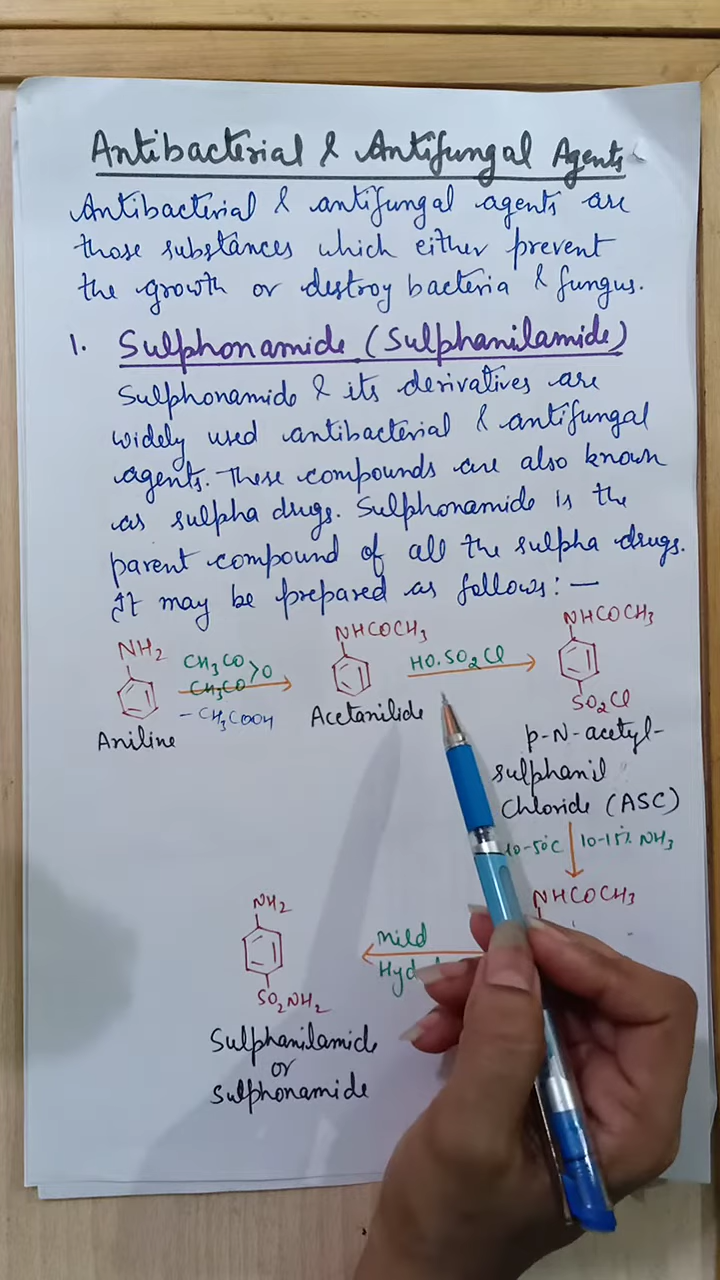 Antibacterial & Antifungal Agents
Antibacterial & antifungal agents are
those substances which either prevent
the growth or destroy bacteria & fungus.
1. Sulphonamide (Sulphanilamide)
Sulphonamide & its derivatives are
widely used antibacterial & antifungal
agents. These compounds are also known
as sulpha drugs. Sulphonamide is the
parent compound of all the sulpha drugs.
It may be prepared as follows: —
NH2
CH3CO
CH3CO >O
- CH3COOH
Aniline
NHCOCH3
Acetanilide
HO.SO2Cl
NHCOCH3
SO2Cl
p-N-acetyl-
sulphanil
Chloride (ASC)
10-15% NH3
NHCOCH3
Mild
NH2
SO2NH2
Sulphanilamide
or
Sulphonamide